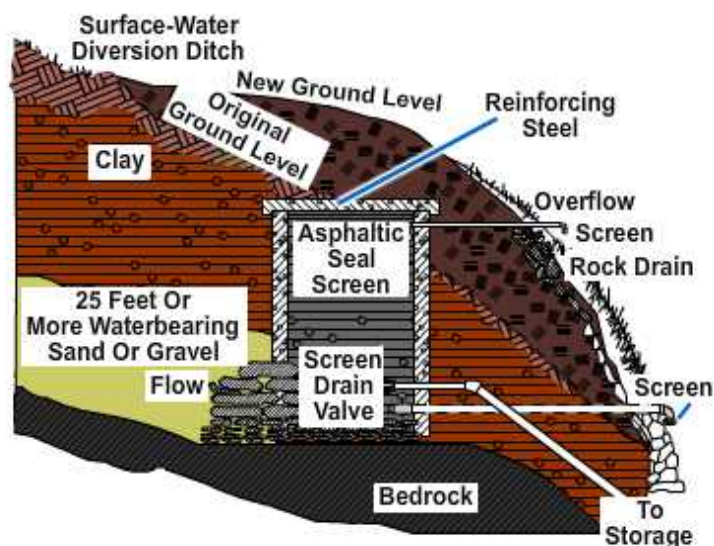 Surface-Water
Diversion Ditch
New Ground Level
Original
Ground Level
Reinforcing
Steel
Clay
Overflow
Screen
Asphaltic
Seal
Screen
Rock Drain
25 Feet Or
More Waterbearing
Sand Or Gravel
Flow
Screen
Drain
Valve
Screen
Bedrock
To
Storage